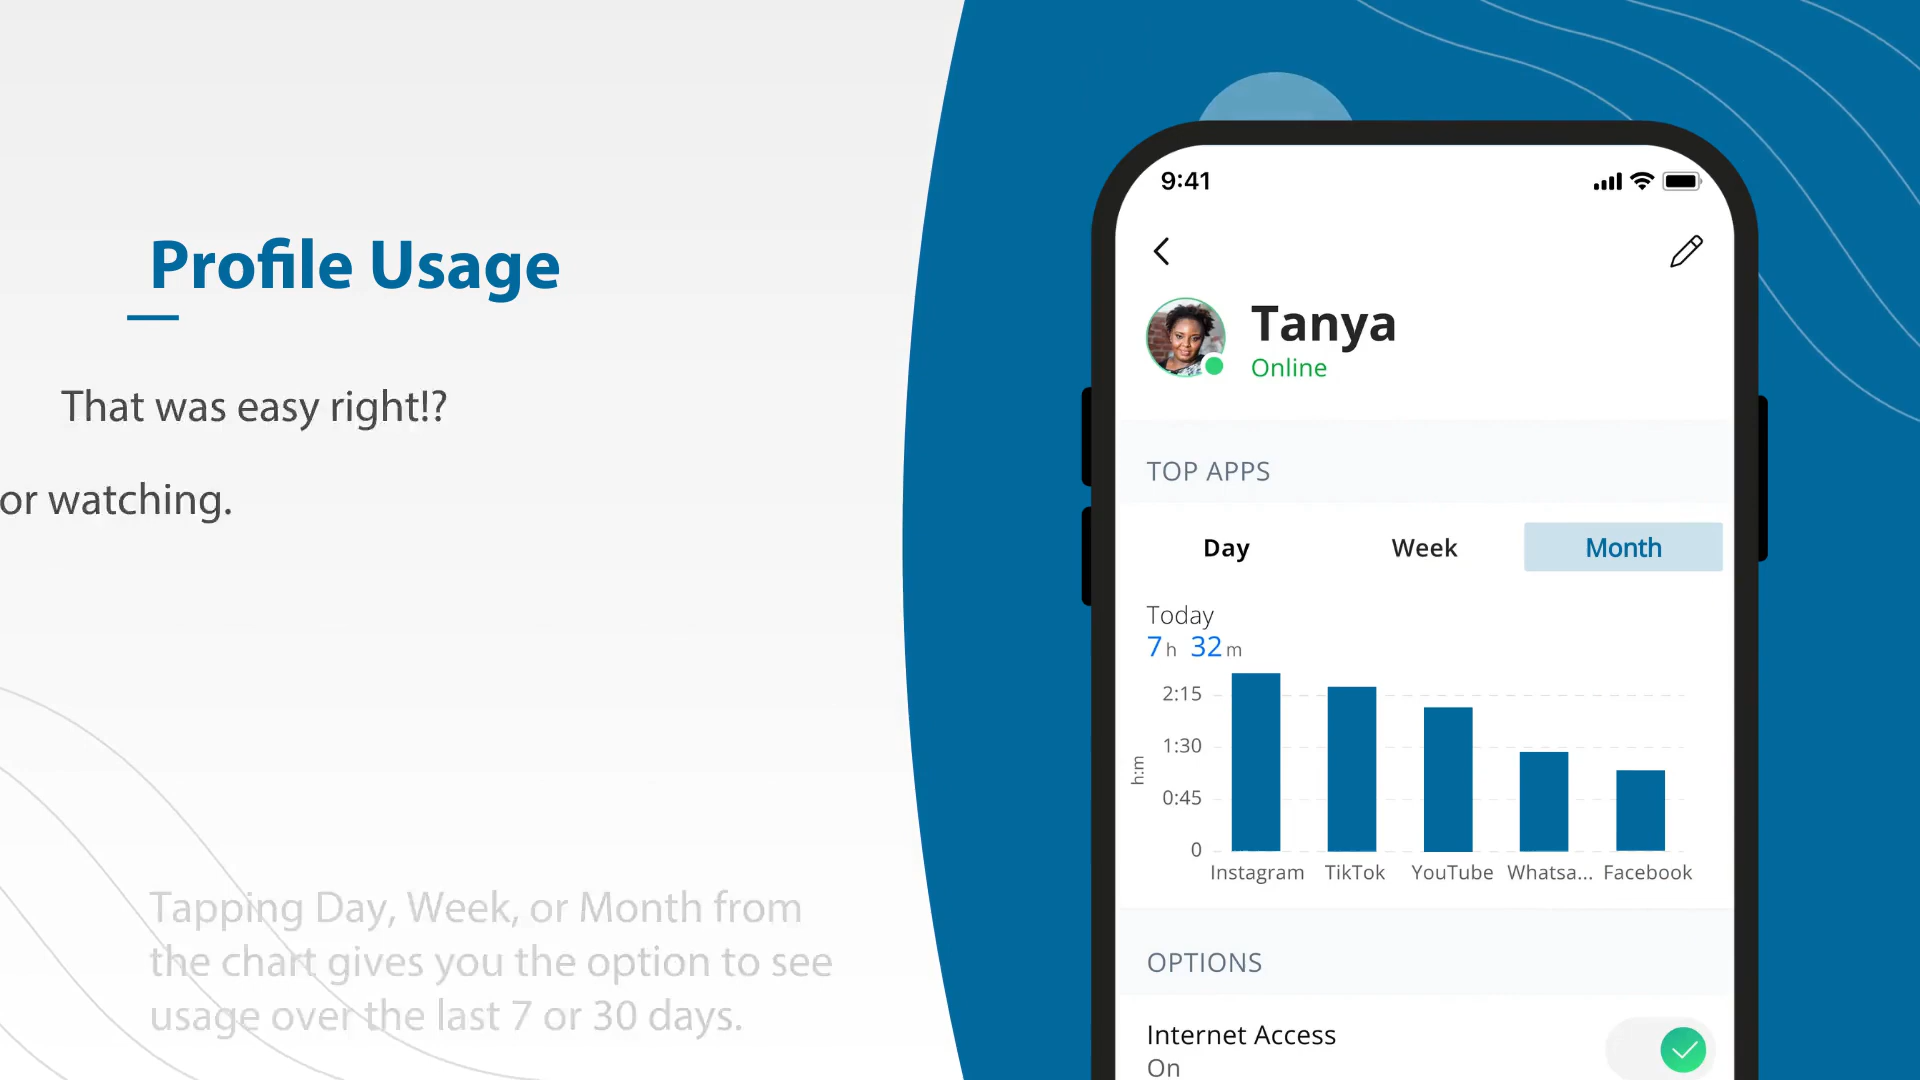 Profile Usage
That was easy right!?
or watching.
Tapping Day, Week, or Month from
the chart gives you the option to see
usage over the last 7 or 30 days.
9:41
Tanya
Online
TOP APPS
Day Week Month
Today
7 h 32 m
2:15
1:30
0:45
0
h:m
Instagram TikTok YouTube Whatsa... Facebook
OPTIONS
Internet Access
On